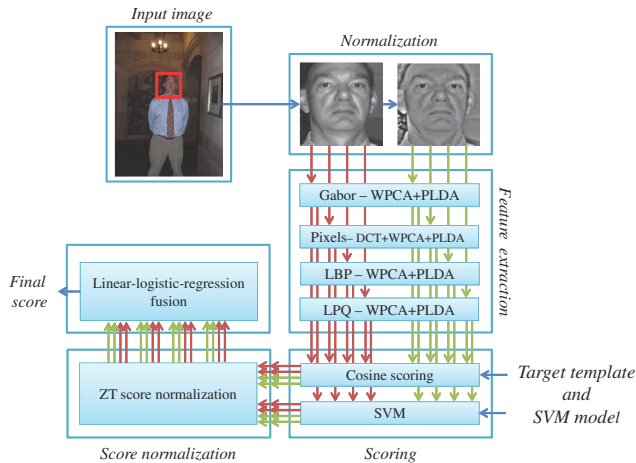 Input image
Normalization
Gabor – WPCA+PLDA
Pixels– DCT+WPCA+PLDA
LBP – WPCA+PLDA
LPQ – WPCA+PLDA
Feature extraction
Final
score
Linear-logistic-regression
fusion
ZT score normalization
Cosine scoring
SVM
Target template
and
SVM model
Score normalization
Scoring